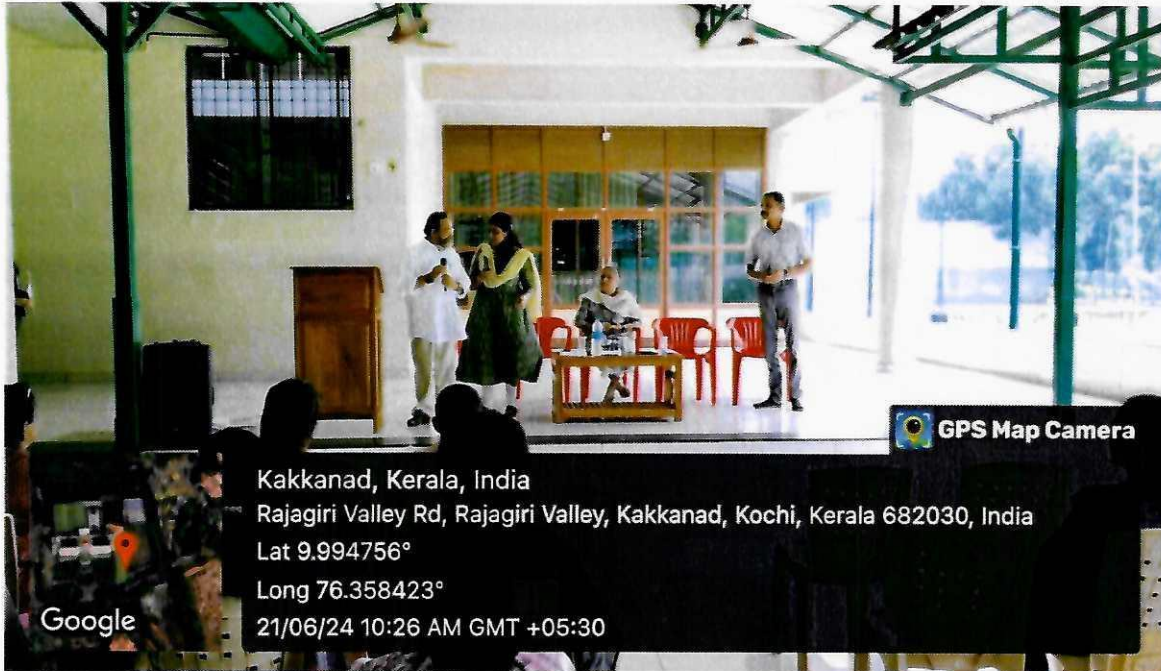 GPS Map Camera
Kakkanad, Kerala, India
Rajagiri Valley Rd, Rajagiri Valley, Kakkanad, Kochi, Kerala 682030, India
Lat 9.994756°
Long 76.358423°
21/06/24 10:26 AM GMT +05:30
Google